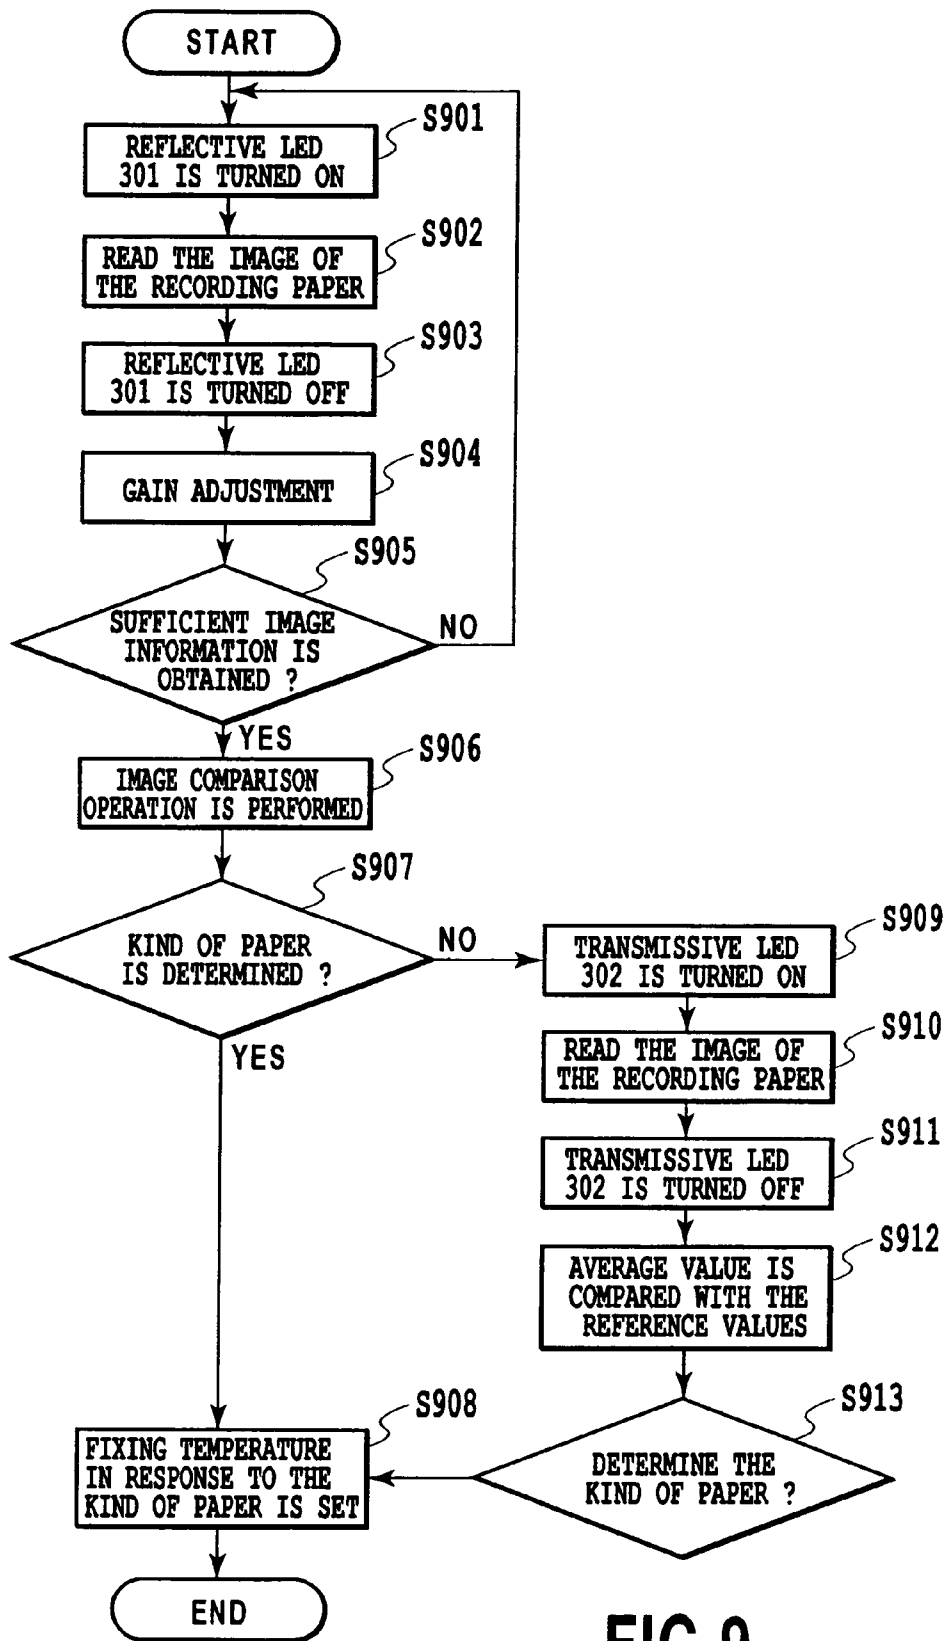 START
S901
REFLECTIVE LED
301 IS TURNED ON
S902
READ THE IMAGE OF
THE RECORDING PAPER
S903
REFLECTIVE LED
301 IS TURNED OFF
S904
GAIN ADJUSTMENT
S905
SUFFICIENT IMAGE
INFORMATION IS
OBTAINED ?
NO
YES
S906
IMAGE COMPARISON
OPERATION IS PERFORMED
S907
KIND OF PAPER
IS DETERMINED ?
NO
YES
S909
TRANSMISSIVE LED
302 IS TURNED ON
S910
READ THE IMAGE OF
THE RECORDING PAPER
S911
TRANSMISSIVE LED
302 IS TURNED OFF
S912
AVERAGE VALUE IS
COMPARED WITH THE
REFERENCE VALUES
S913
DETERMINE THE
KIND OF PAPER ?
S908
FIXING TEMPERATURE
IN RESPONSE TO THE
KIND OF PAPER IS SET
END
FIG.9